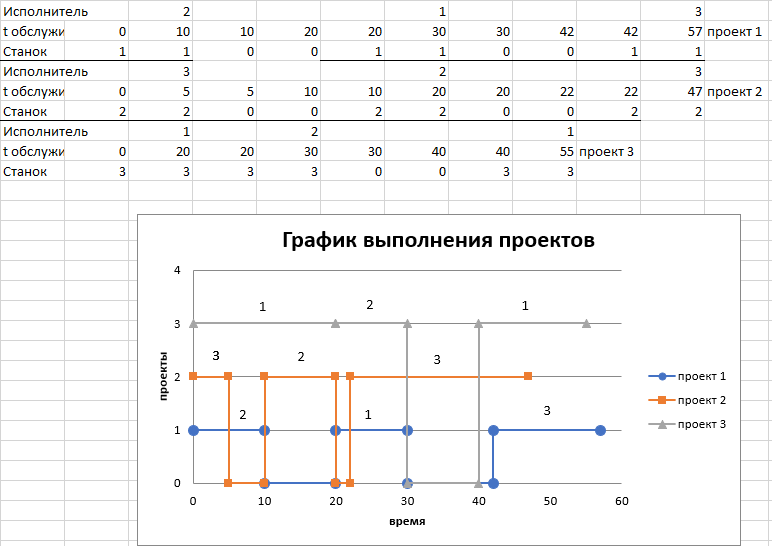 Исполнитель 2 1 3
t обслужи 0 10 10 20 20 30 30 42 42 57 проект 1
Станок 1 1 0 0 1 1 0 0 1 1
Исполнитель 3 2 3
t обслужи 0 5 5 10 10 20 20 22 22 47 проект 2
Станок 2 2 0 0 2 2 0 0 2 2
Исполнитель 1 2 1
t обслужи 0 20 20 30 30 40 40 55 проект 3
Станок 3 3 3 3 0 0 3 3
График выполнения проектов
4
1 2 1
3
3 2 3
2
2 1 3
1
0
0 10 20 30 40 50 60
время
проекты
проект 1
проект 2
проект 3